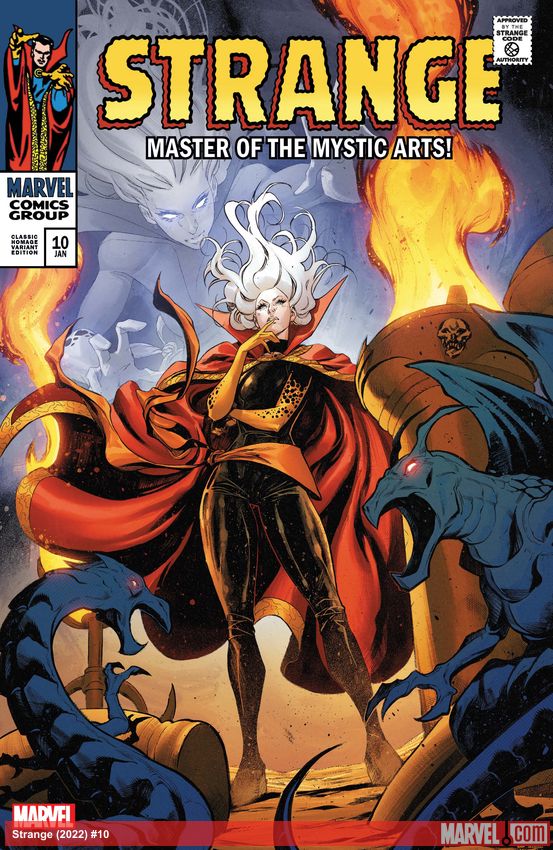 APPROVED
BY THE
STRANGE
CODE
AUTHORITY
STRANGE
MASTER OF THE MYSTIC ARTS!
MARVEL
COMICS
GROUP
CLASSIC
HOMAGE
VARIANT
EDITION
10
JAN
MARVEL
Strange (2022) #10
MARVEL.com